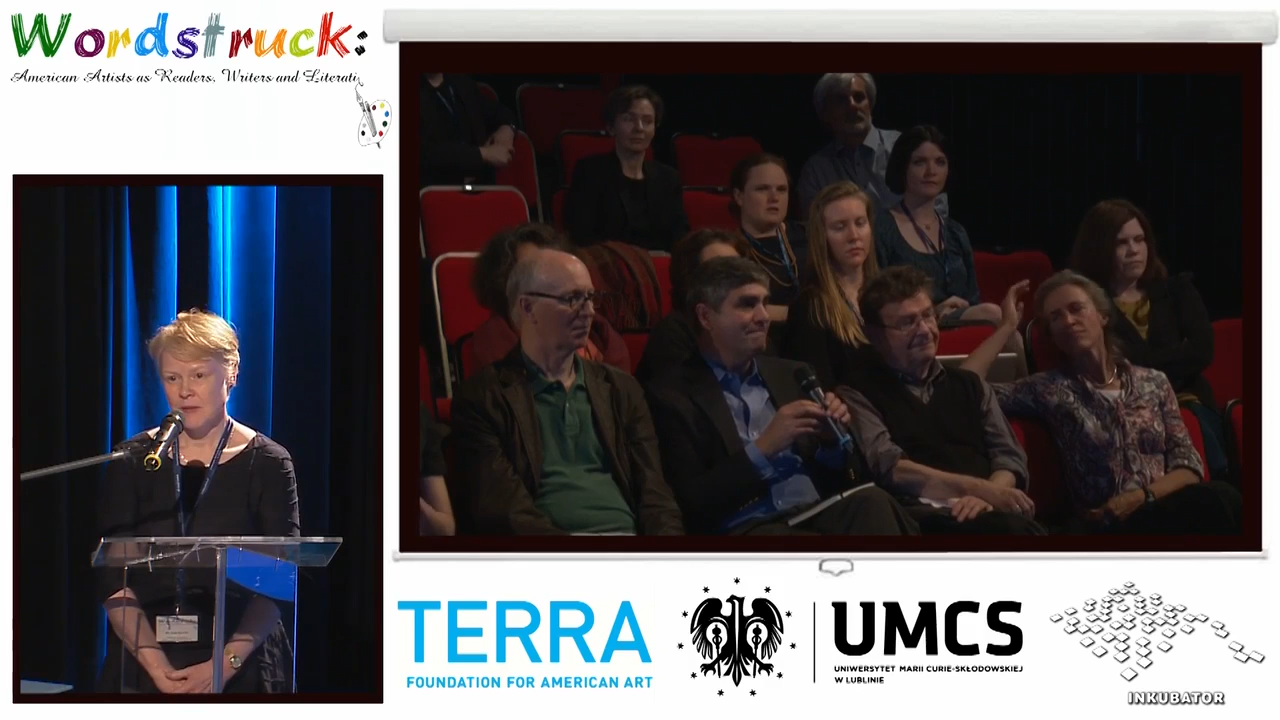 Wordstruck:
American Artists as Readers, Writers and Literati
TERRA
FOUNDATION FOR AMERICAN ART
UMCS
UNIWERSYTET MARII CURIE-SKŁODOWSKIEJ
W LUBLINIE
INKUBATOR